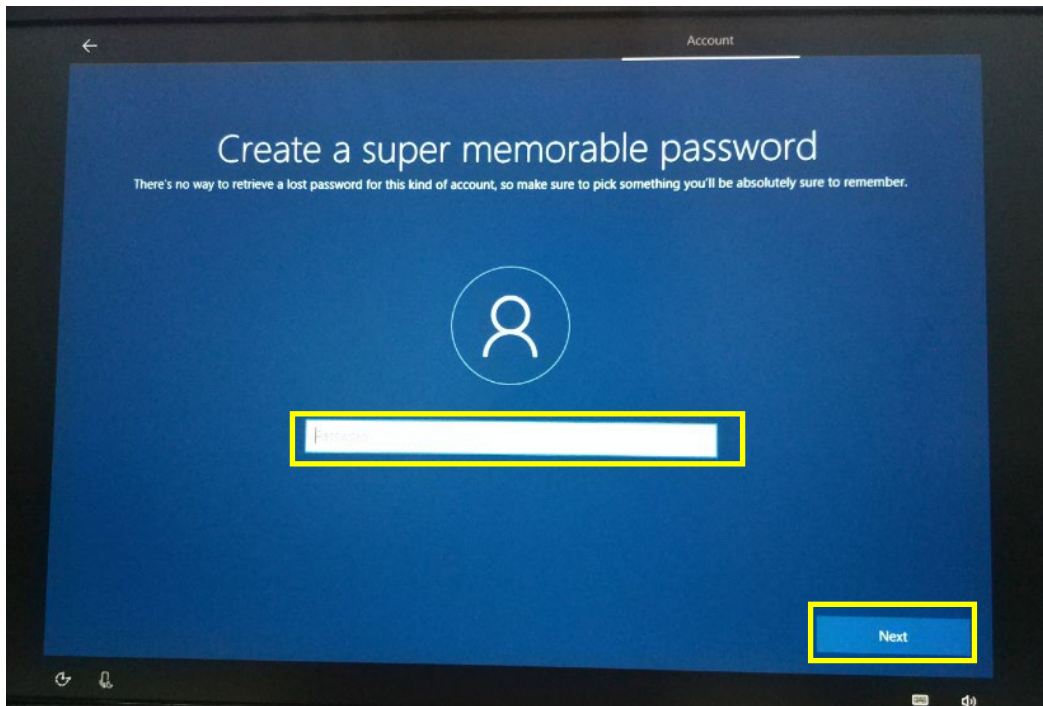 Account
Create a super memorable password
There's no way to retrieve a lost password for this kind of account, so make sure to pick something you'll be absolutely sure to remember.
Password
Next